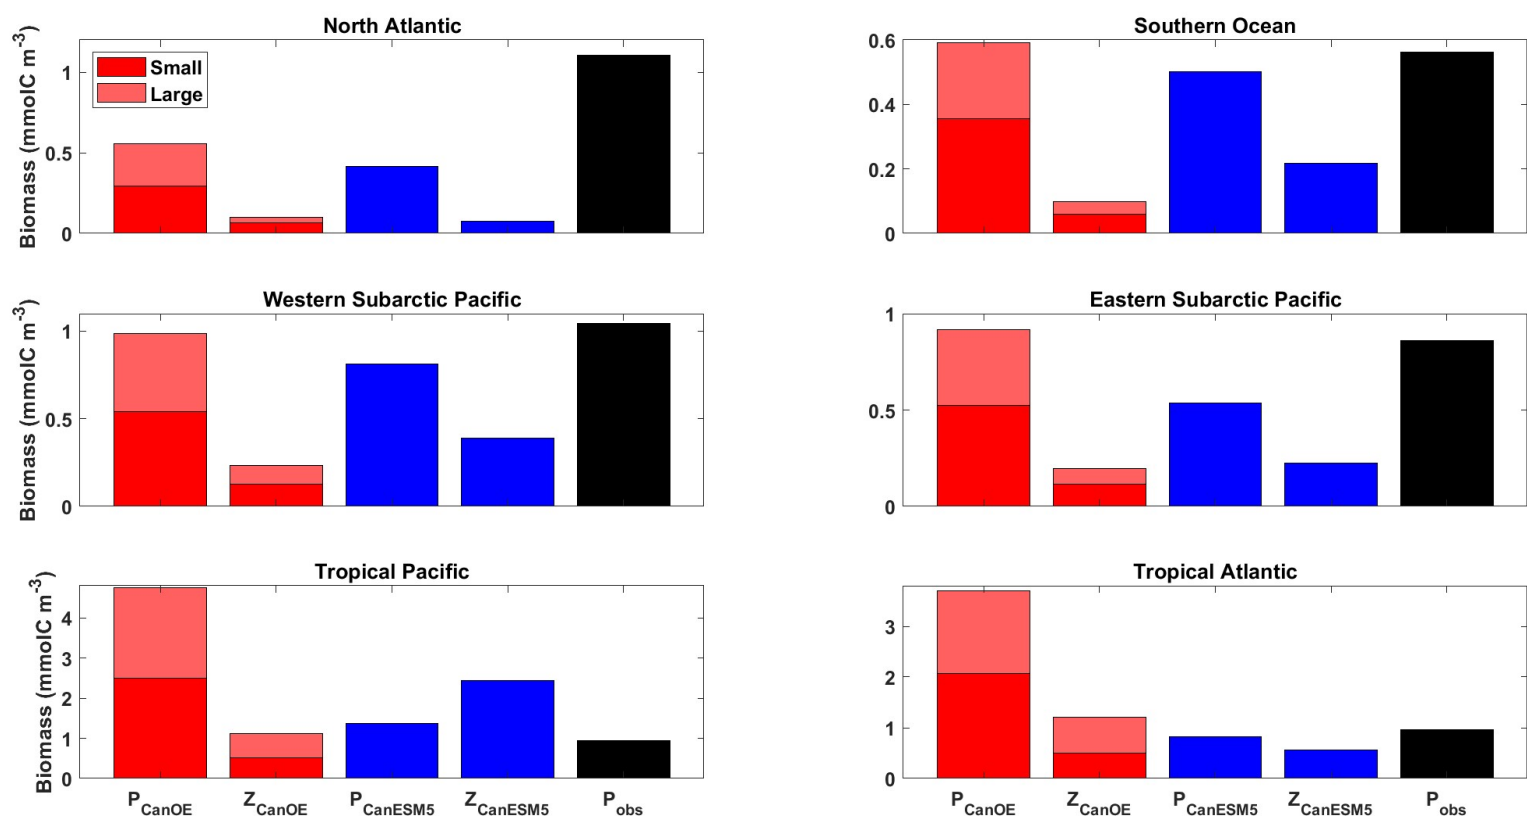 North Atlantic
Biomass (mmolC m-3)
1
0.5
0
Small
Large
Southern Ocean
0.6
0.4
0.2
0
Western Subarctic Pacific
Biomass (mmolC m-3)
1
0.5
0
Eastern Subarctic Pacific
1
0.5
0
Tropical Pacific
Biomass (mmolC m-3)
4
3
2
1
0
PCanOE ZCanOE PCanESM5 ZCanESM5 Pobs
Tropical Atlantic
3
2
1
0
PCanOE ZCanOE PCanESM5 ZCanESM5 Pobs